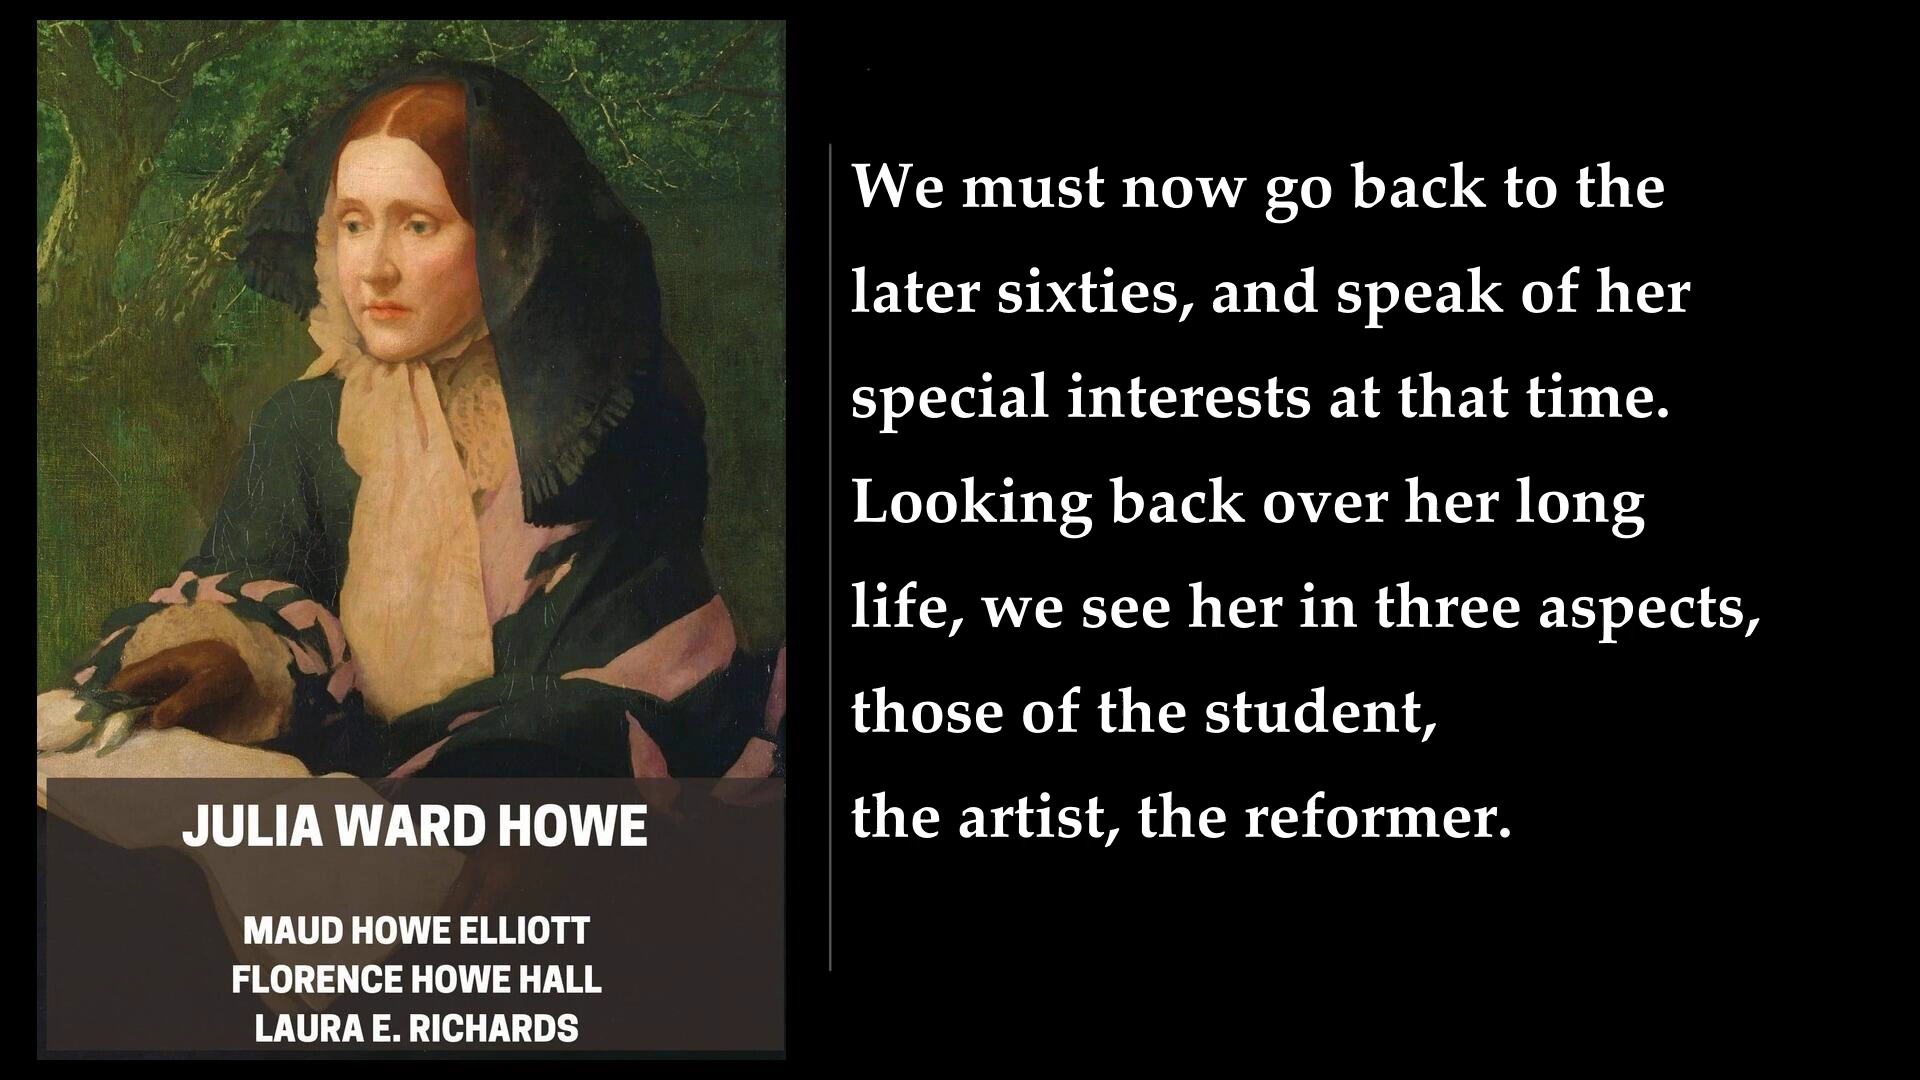 JULIA WARD HOWE
MAUD HOWE ELLIOTT
FLORENCE HOWE HALL
LAURA E. RICHARDS
We must now go back to the
later sixties, and speak of her
special interests at that time.
Looking back over her long
life, we see her in three aspects,
those of the student,
the artist, the reformer.